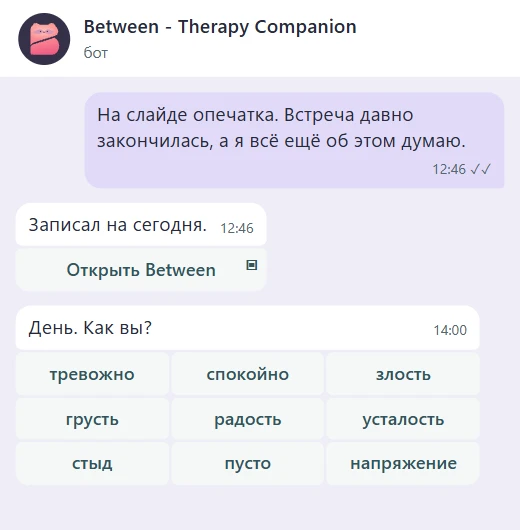 Between - Therapy Companion
бот
На слайде опечатка. Встреча давно
закончилась, а я всё ещё об этом думаю.
12:46
Записал на сегодня. 12:46
Открыть Between
День. Как вы? 14:00
тревожно спокойно злость
грусть радость усталость
стыд пусто напряжение